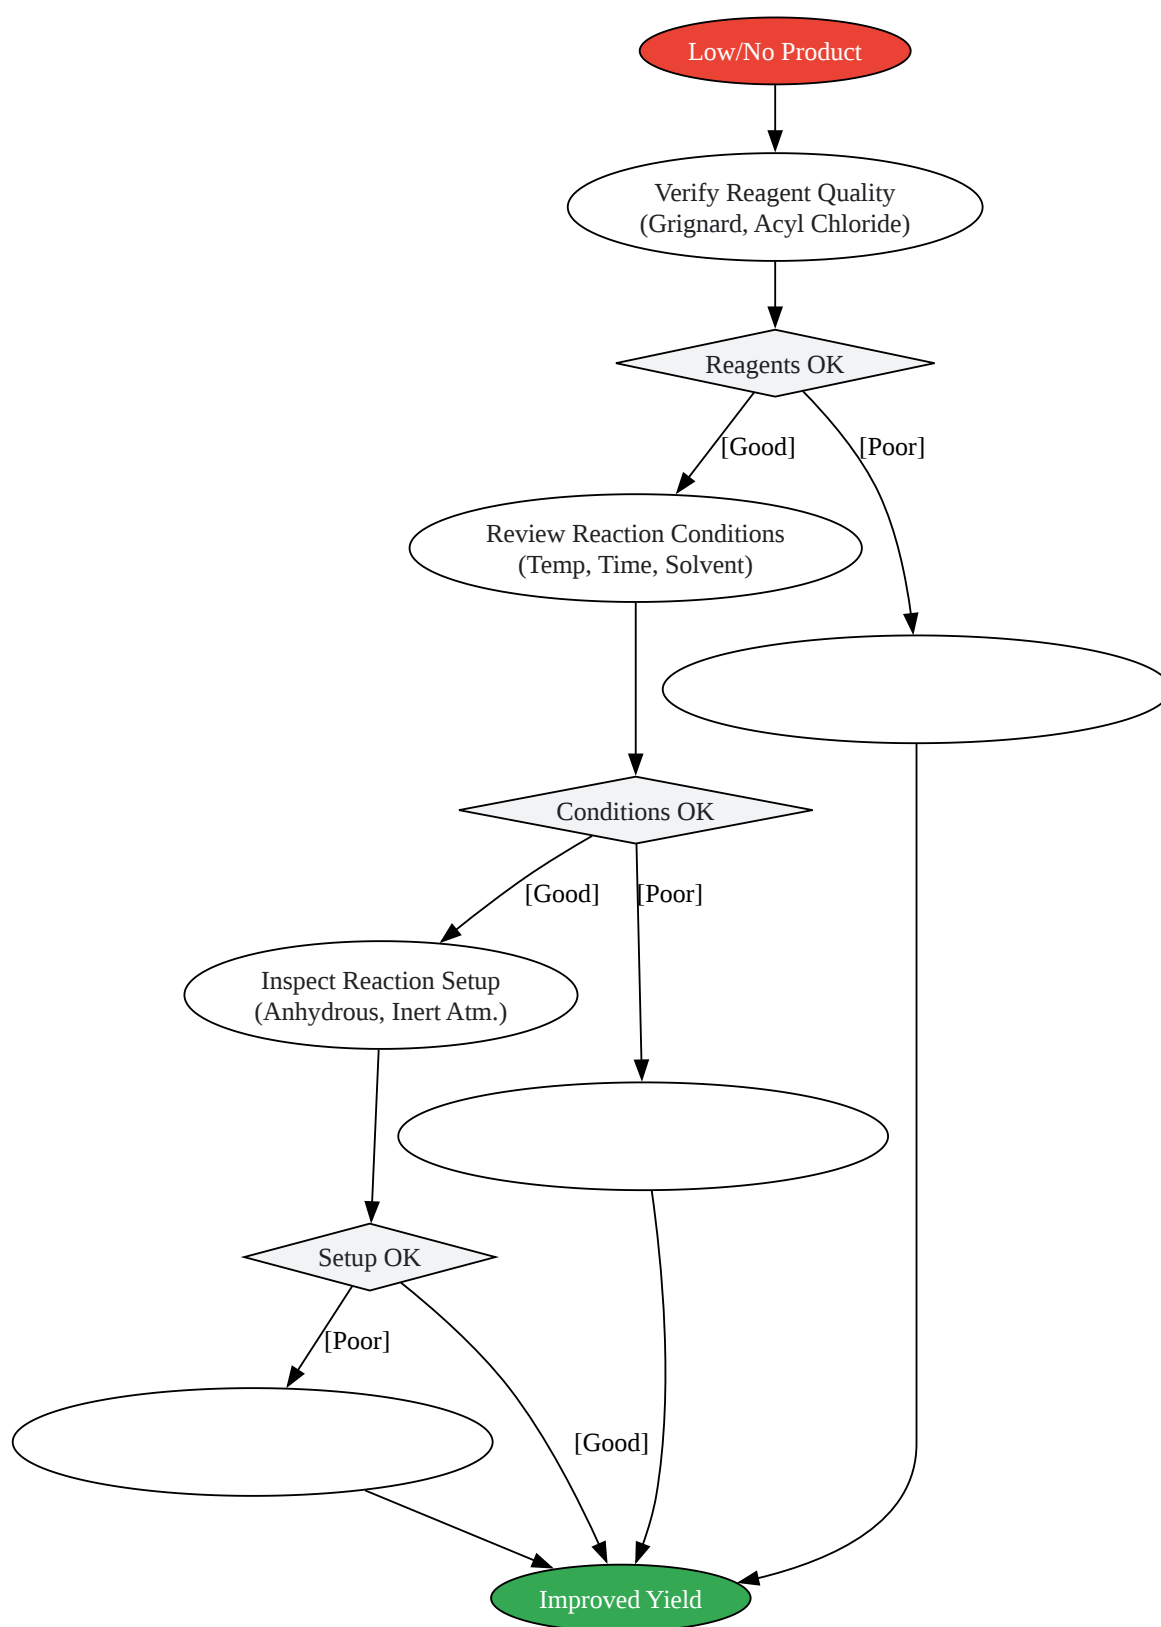 Low/No Product
Verify Reagent Quality
(Grignard, Acyl Chloride)
Reagents OK
[Good]
[Poor]
Review Reaction Conditions
(Temp, Time, Solvent)
Conditions OK
[Good]
[Poor]
Inspect Reaction Setup
(Anhydrous, Inert Atm.)
Setup OK
[Poor]
[Good]
Improved Yield